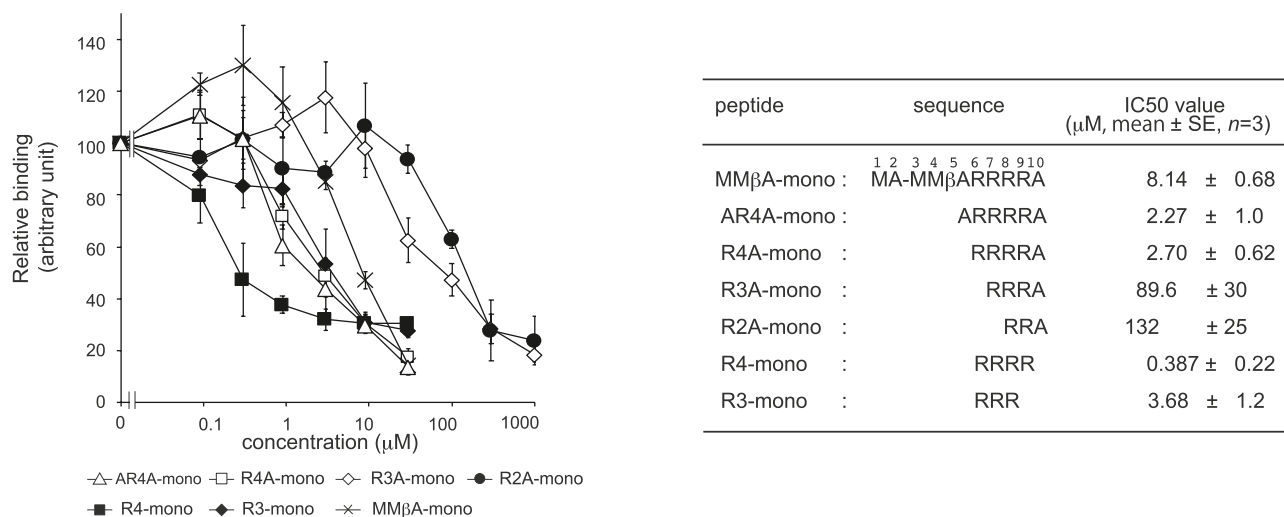 Relative binding
(arbitrary unit)
140
120
100
80
60
40
20
0
0 0.1 1 10 100 1000
concentration (μM)
AR4A-mono R4A-mono R3A-mono R2A-mono
R4-mono R3-mono MMβA-mono
peptide sequence IC50 value
(μM, mean ± SE, n=3)
1 2 3 4 5 6 7 8 9 10
MMβA-mono : MA-MMβARRRRA 8.14 ± 0.68
AR4A-mono : ARRRRA 2.27 ± 1.0
R4A-mono : RRRRA 2.70 ± 0.62
R3A-mono : RRRA 89.6 ± 30
R2A-mono : RRA 132 ± 25
R4-mono : RRRR 0.387 ± 0.22
R3-mono : RRR 3.68 ± 1.2